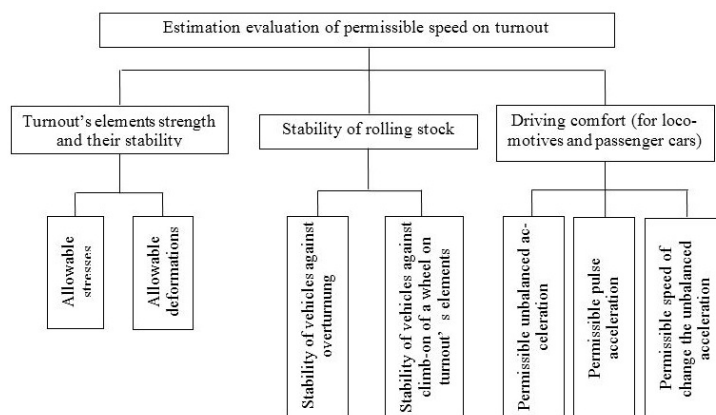 Estimation evaluation of permissible speed on turnout
Turnout's elements strength
and their stability
Stability of rolling stock
Driving comfort (for loco-
motives and passenger cars)
Allowable
stresses
Allowable
deformations
Stability of vehicles against
overturnung
Stability of vehicles against
climb-on of a wheel on
turnout's elements
Permissible unbalanced ac-
celeration
Permissible pulse
acceleration
Permissible speed of
change the unbalanced
acceleration